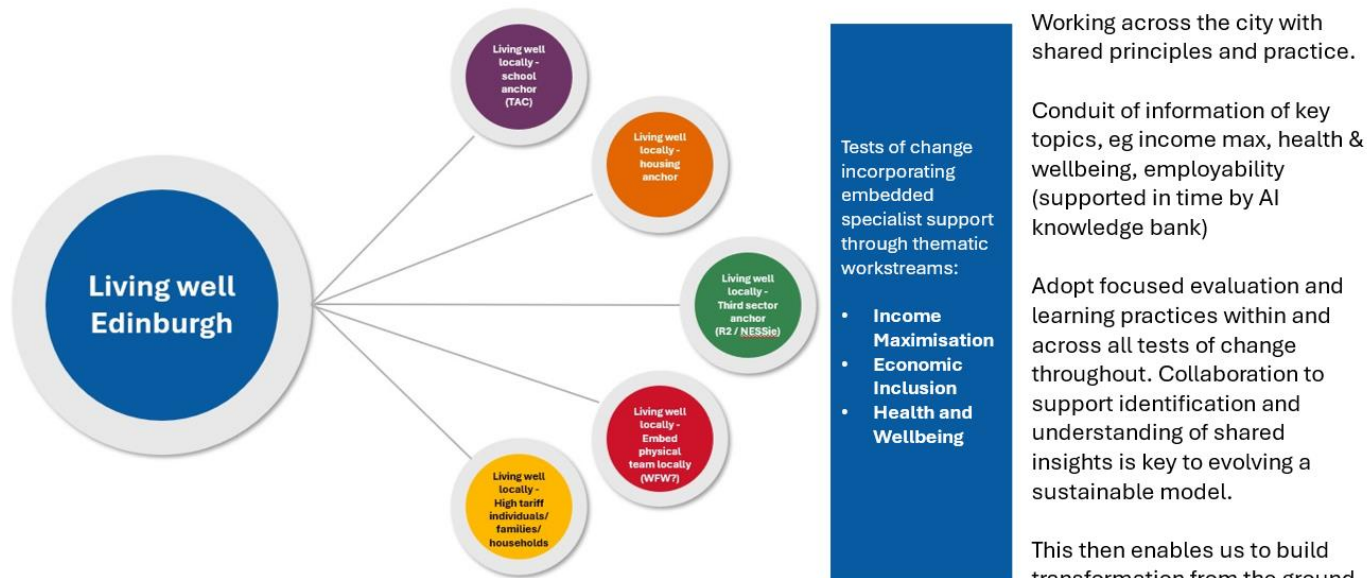 Living well
Edinburgh
Living well
locally -
school
anchor
(TAC)
Living well
locally -
housing
anchor
Living well
locally -
Third sector
anchor
(R2 / NESSie)
Living well
locally -
Embed
physical
team locally
(WFW?)
Living well
locally -
High tariff
individuals/
families/
households
Tests of change
incorporating
embedded
specialist support
through thematic
workstreams:
• Income
Maximisation
• Economic
Inclusion
• Health and
Wellbeing
Working across the city with
shared principles and practice.
Conduit of information of key
topics, eg income max, health &
wellbeing, employability
(supported in time by AI
knowledge bank)
Adopt focused evaluation and
learning practices within and
across all tests of change
throughout. Collaboration to
support identification and
understanding of shared
insights is key to evolving a
sustainable model.
This then enables us to build
transformation from the ground